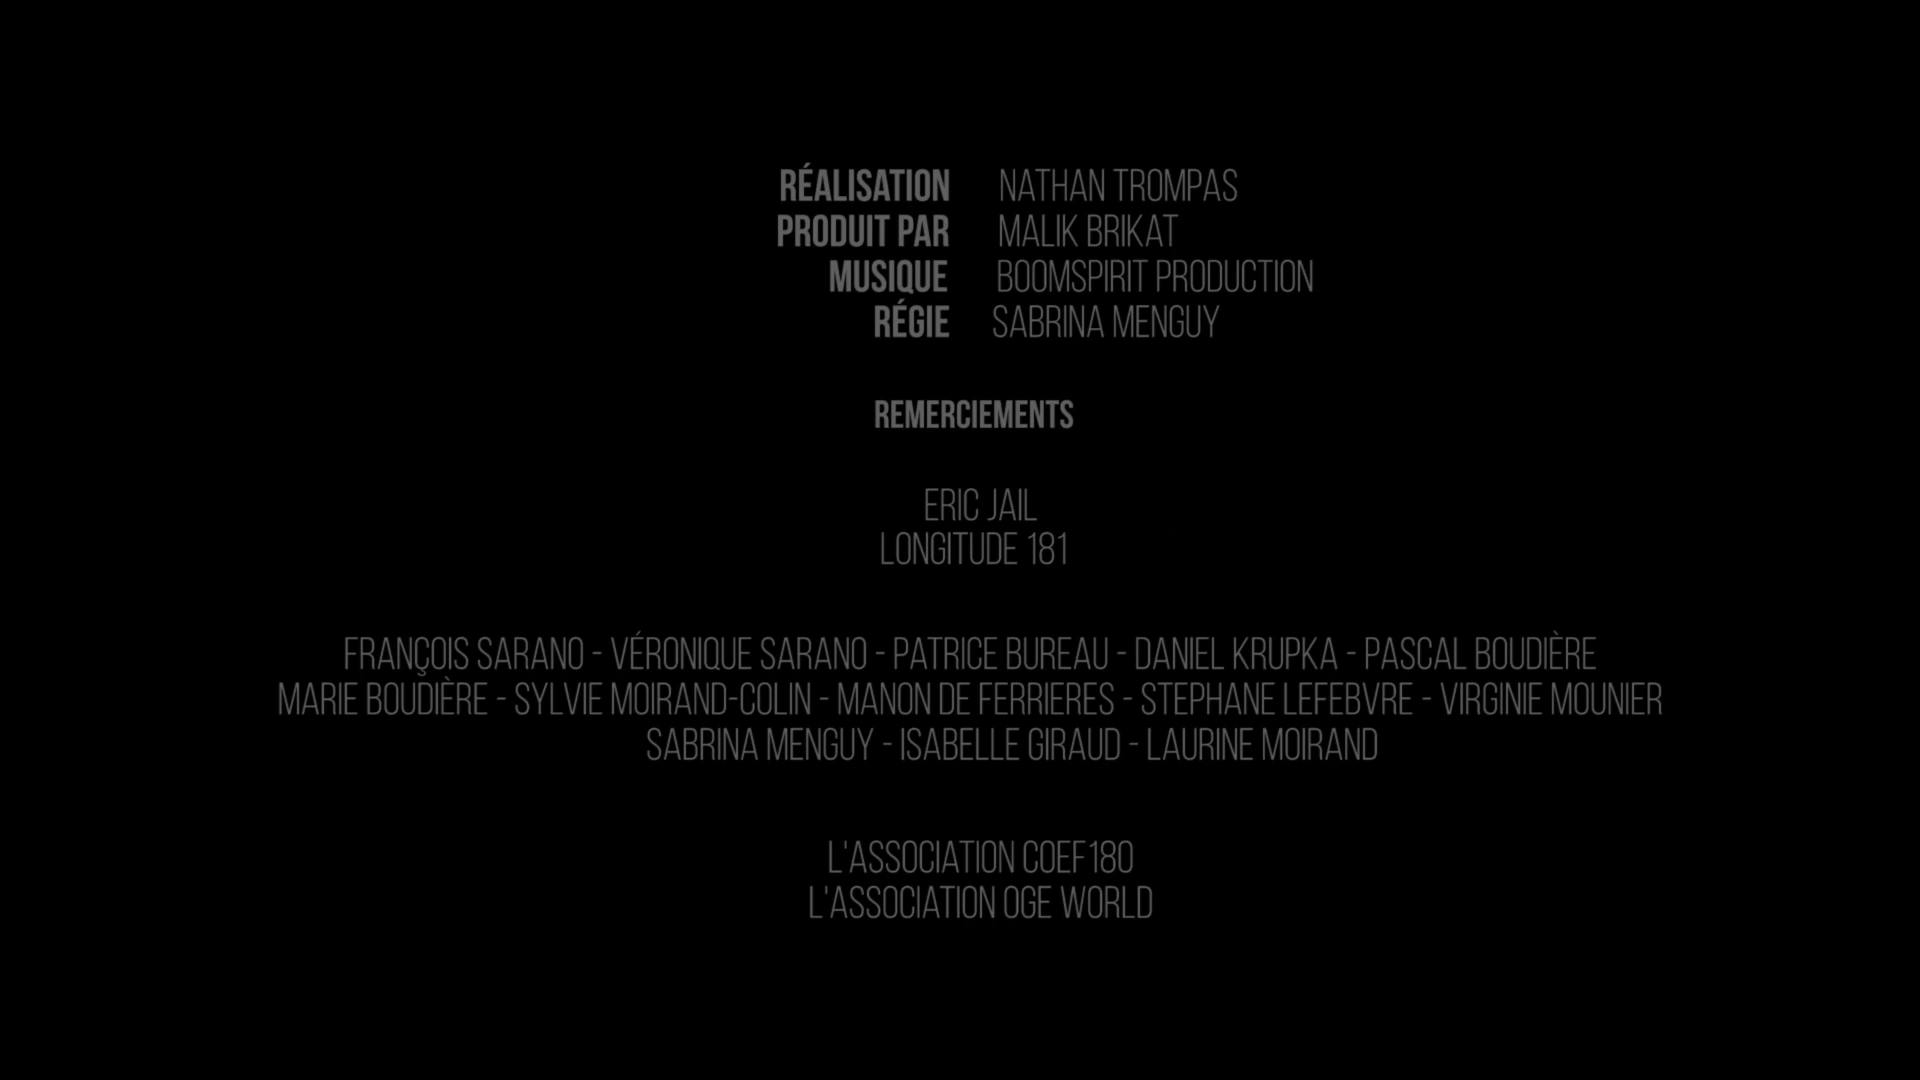 RÉALISATION NATHAN TROMPAS
PRODUIT PAR MALIK BRIKAT
MUSIQUE BOOMSPIRIT PRODUCTION
RÉGIE SABRINA MENGUY
REMERCIEMENTS
ERIC JAIL
LONGITUDE 181
FRANÇOIS SARANO - VÉRONIQUE SARANO - PATRICE BUREAU - DANIEL KRUPKA - PASCAL BOUDIÈRE
MARIE BOUDIÈRE - SYLVIE MOIRAND-COLIN - MANON DE FERRIERES - STEPHANE LEFEBVRE - VIRGINIE MOUNIER
SABRINA MENGUY - ISABELLE GIRAUD - LAURINE MOIRAND
L'ASSOCIATION COEF180
L'ASSOCIATION OGE WORLD